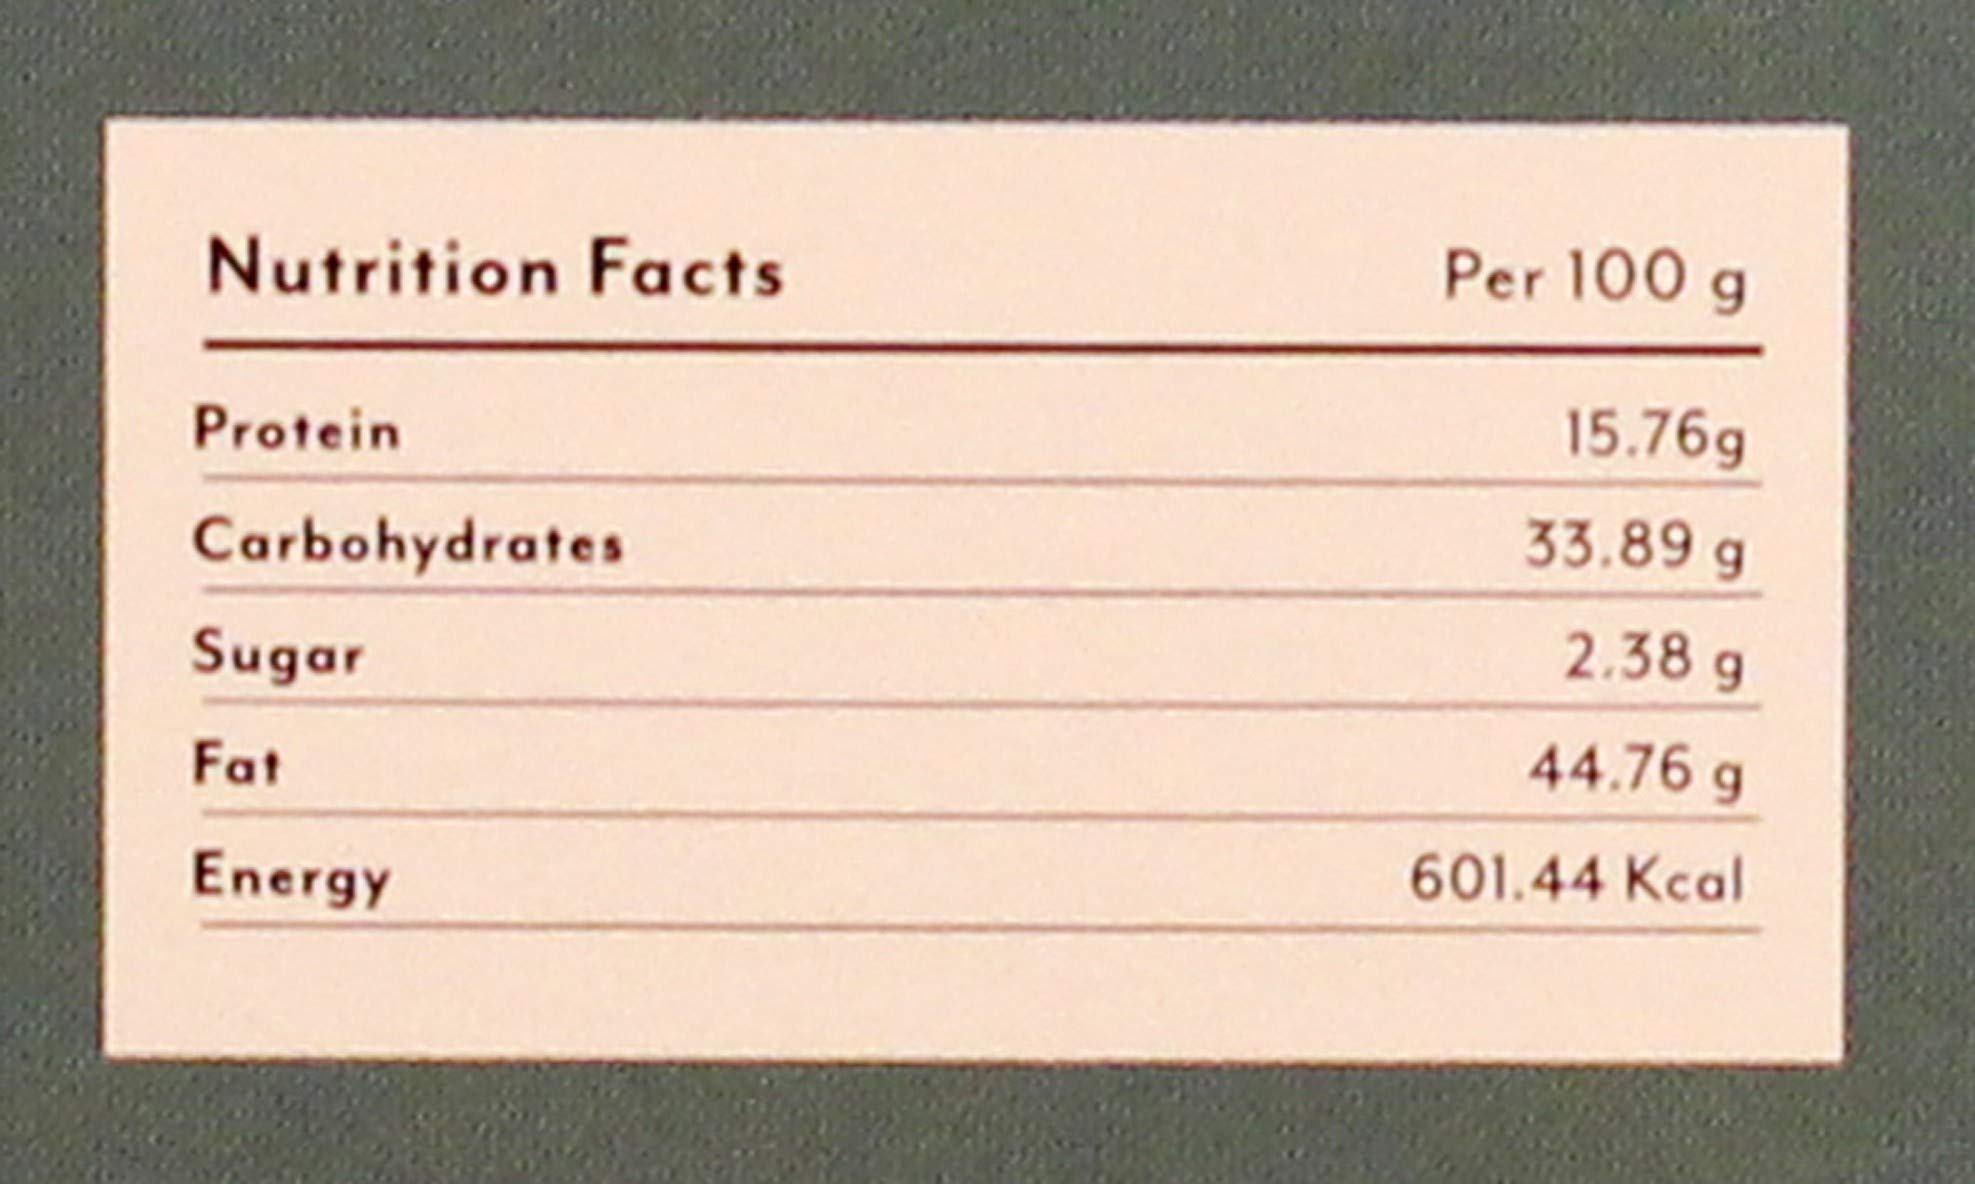 Nutrition Facts Per 100 g
Protein 15.76g
Carbohydrates 33.89 g
Sugar 2.38 g
Fat 44.76 g
Energy 601.44 Kcal